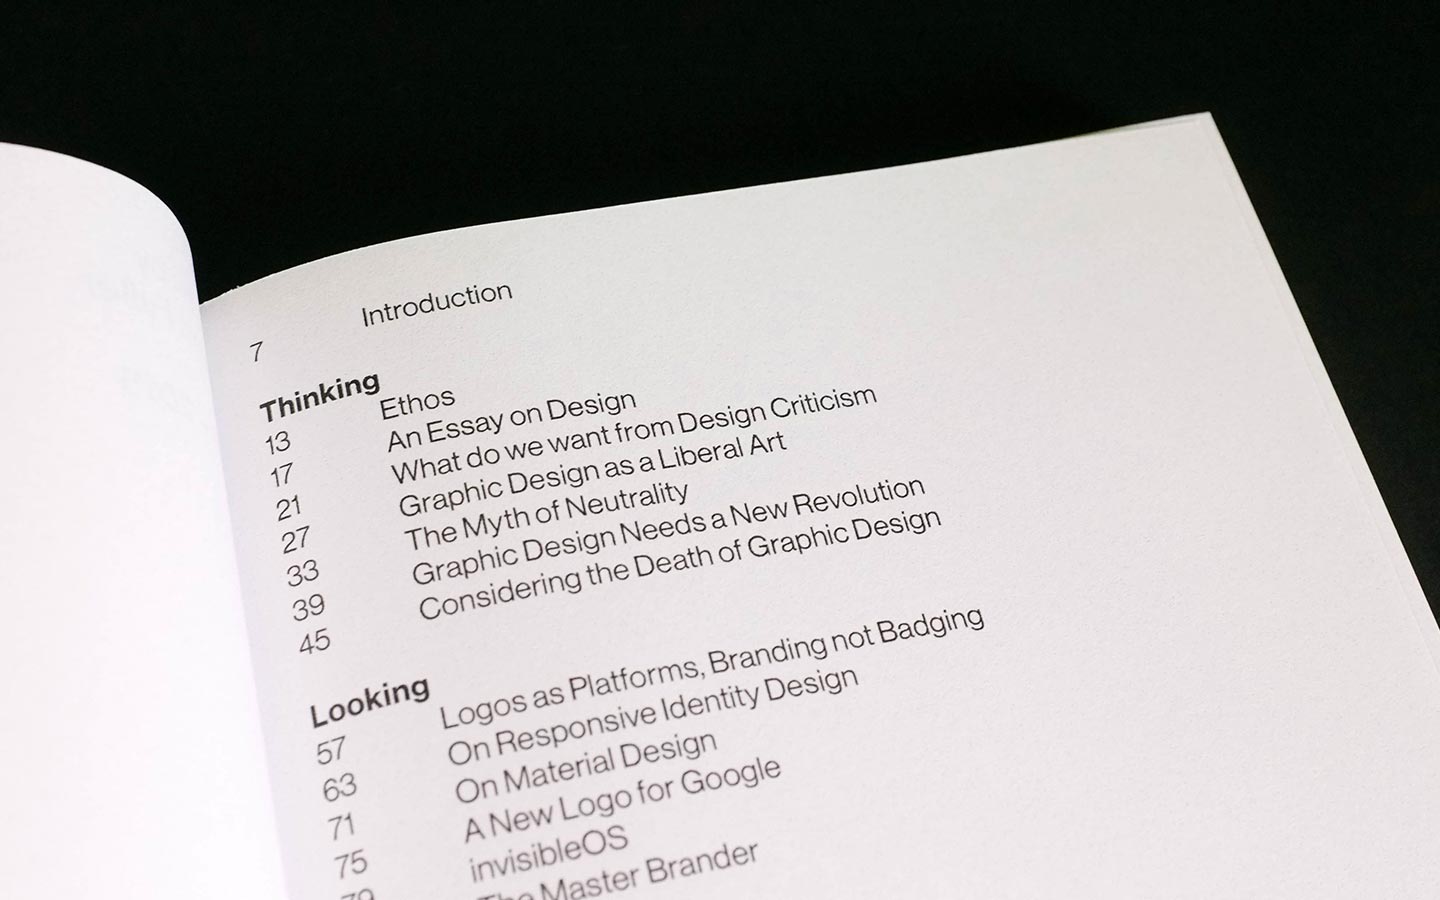 7 Introduction
Thinking
13 Ethos
17 An Essay on Design
21 What do we want from Design Criticism
27 Graphic Design as a Liberal Art
33 The Myth of Neutrality
39 Graphic Design Needs a New Revolution
45 Considering the Death of Graphic Design
Looking
57 Logos as Platforms, Branding not Badging
63 On Responsive Identity Design
71 On Material Design
75 A New Logo for Google
79 invisibleOS
The Master Brander